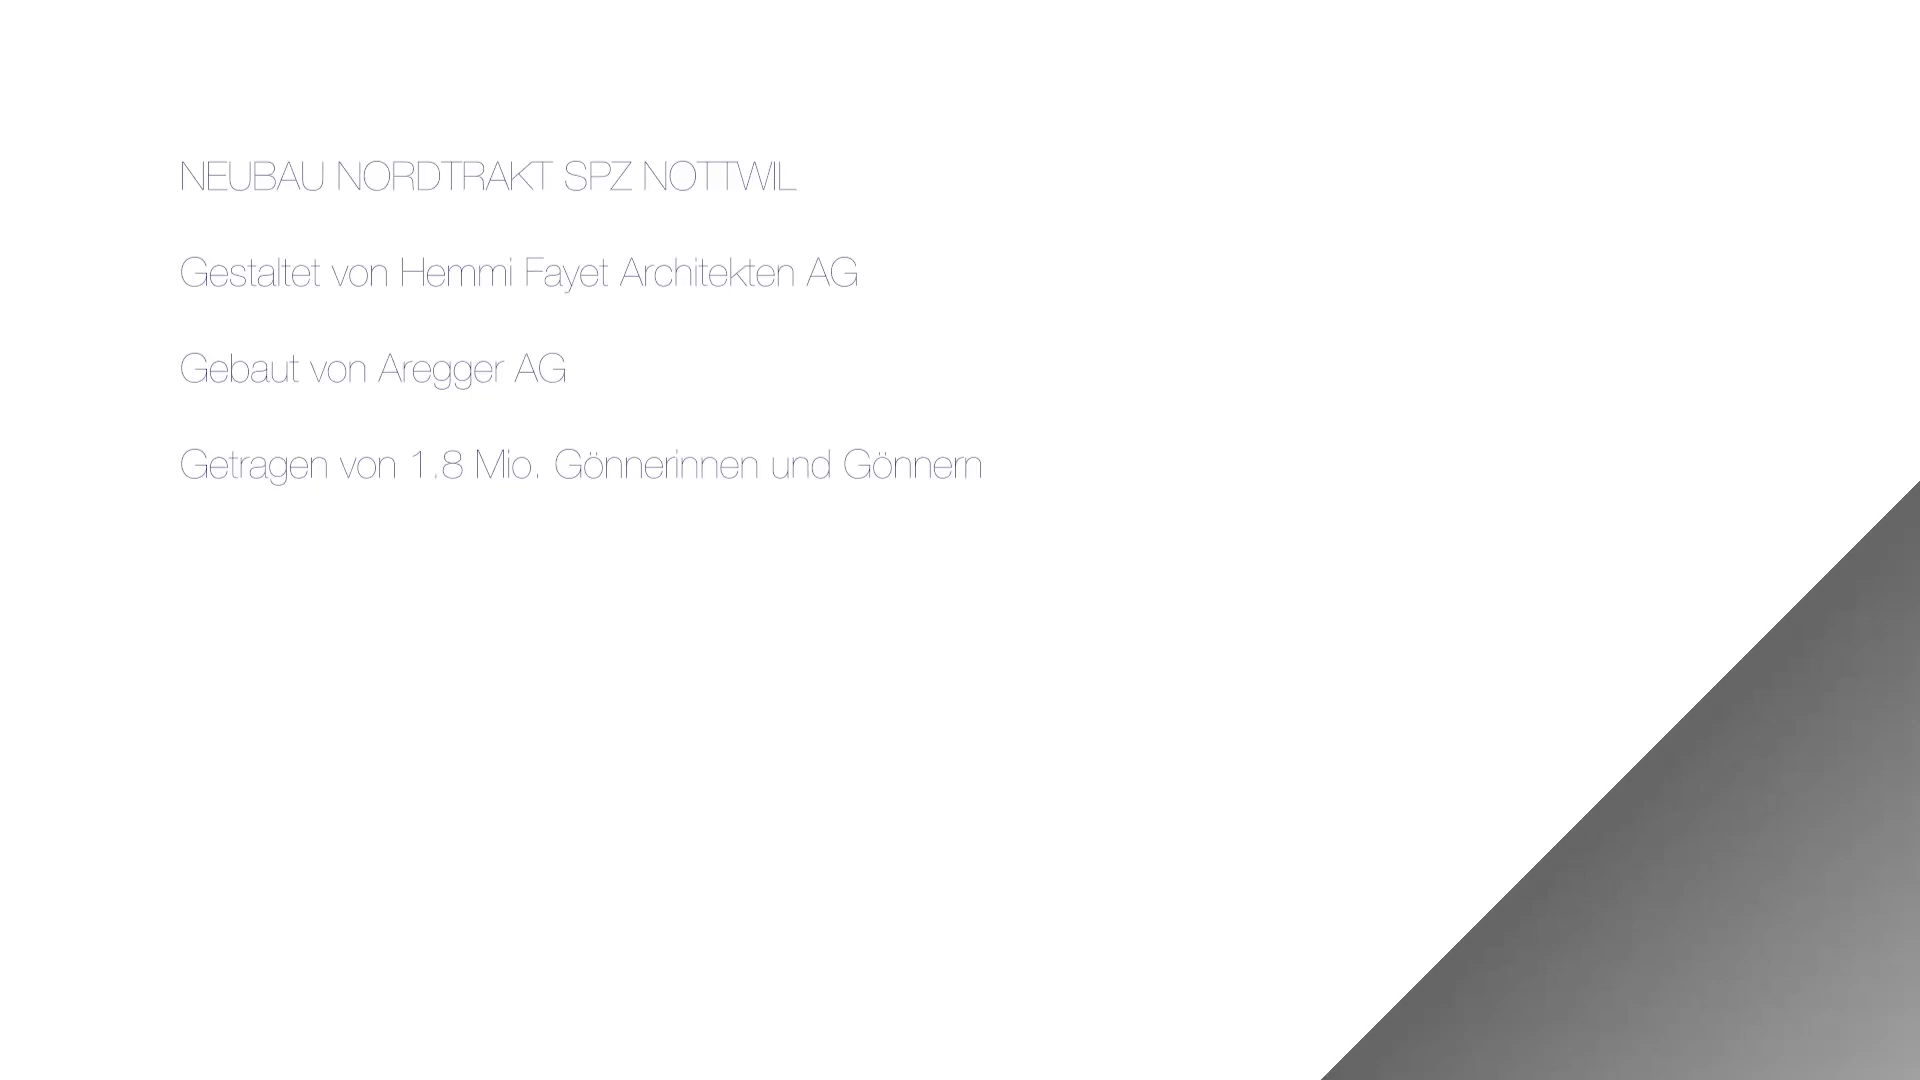 NEUBAU NORDTRAKT SPZ NOTTWIL
Gestaltet von Hemmi Fayet Architekten AG
Gebaut von Aregger AG
Getragen von 1.8 Mio. Gönnerinnen und Gönnern